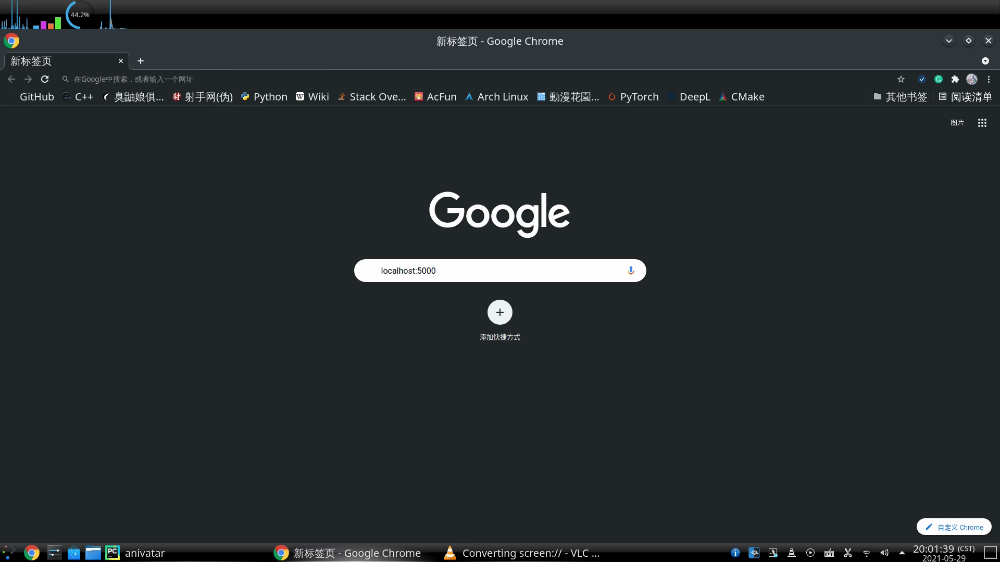 44.2%
新标签页 - Google Chrome
新标签页
在Google中搜索，或者输入一个网址
GitHub C++ 臭鼬娘俱... 射手网(伪) Python Wiki Stack Ove... AcFun Arch Linux 動漫花園... PyTorch DeepL CMake 其他书签 阅读清单
图片
Google
localhost:5000
添加快捷方式
自定义 Chrome
PC anivatar 新标签页 - Google Chrome Converting screen:// - VLC ... 20:01:39 (CST)
2021-05-29